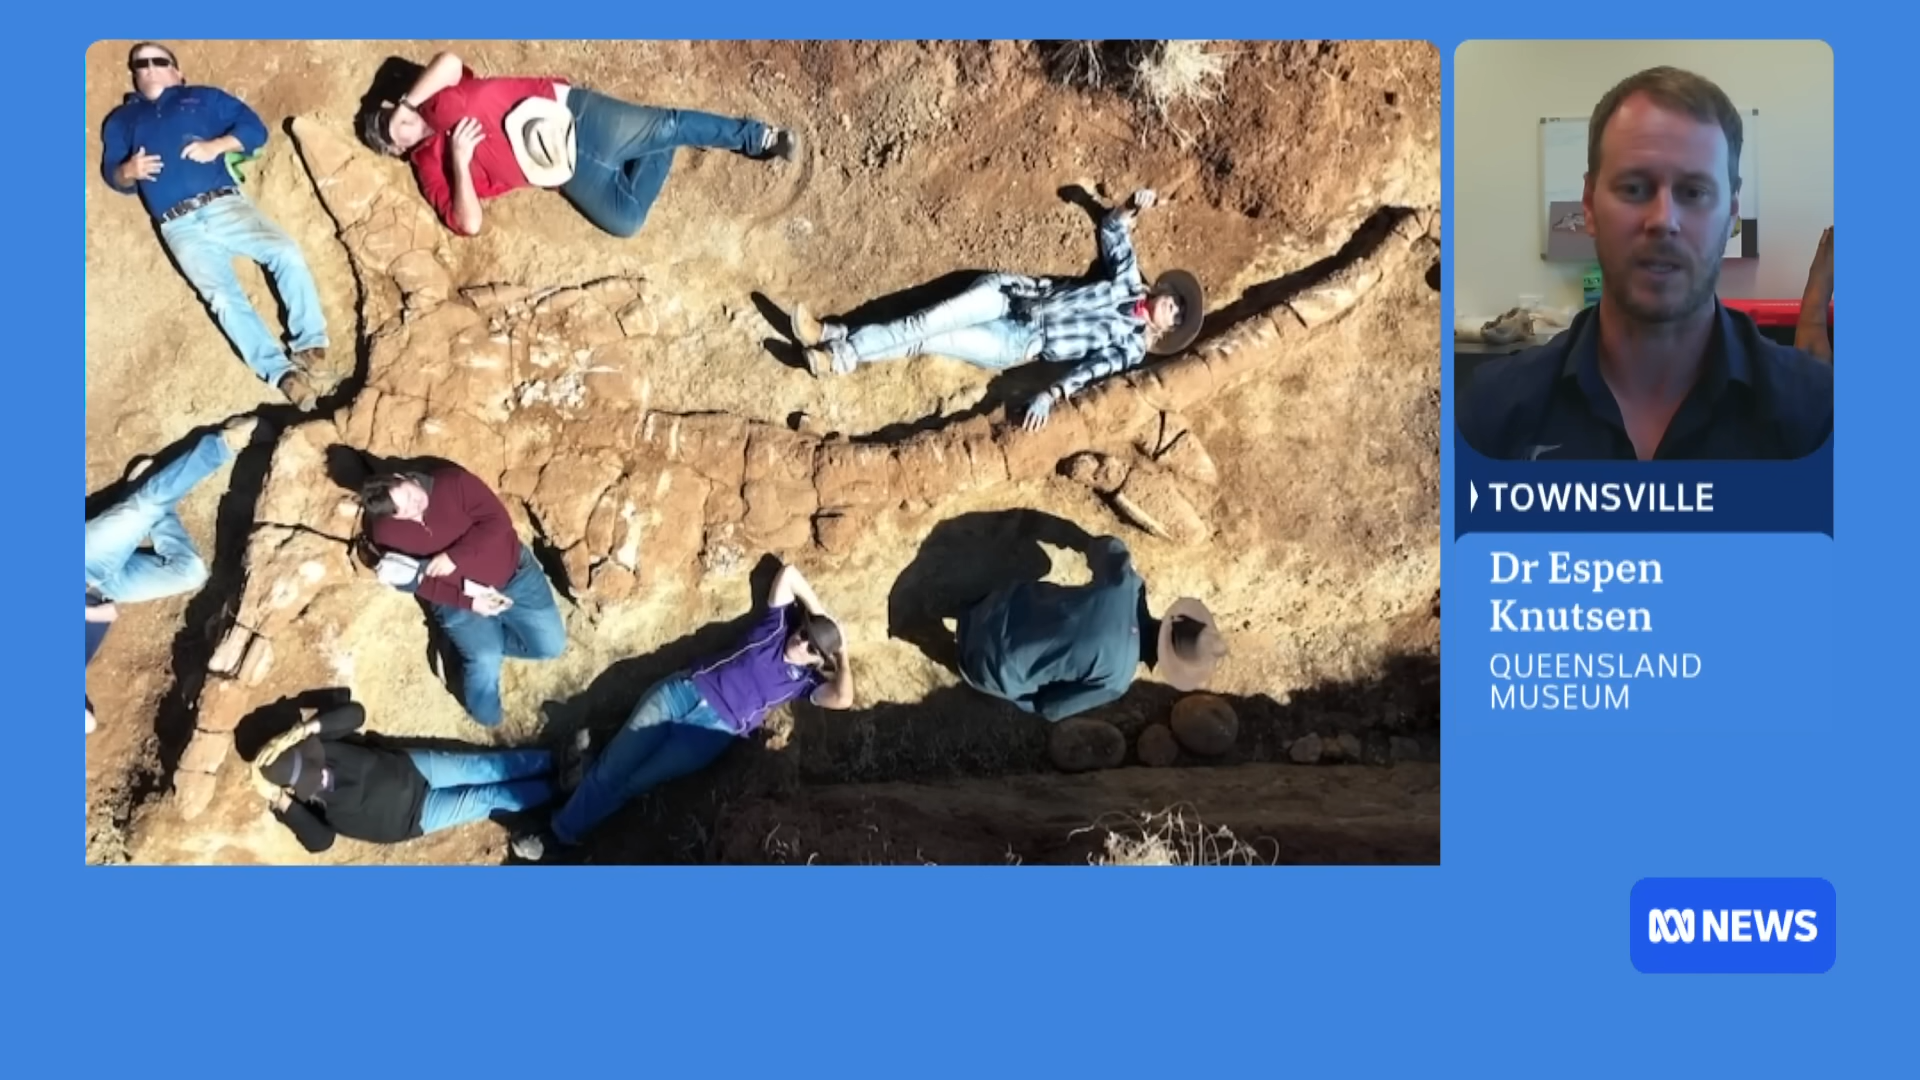 TOWNSVILLE
Dr Espen
Knutsen
QUEENSLAND
MUSEUM
NEWS